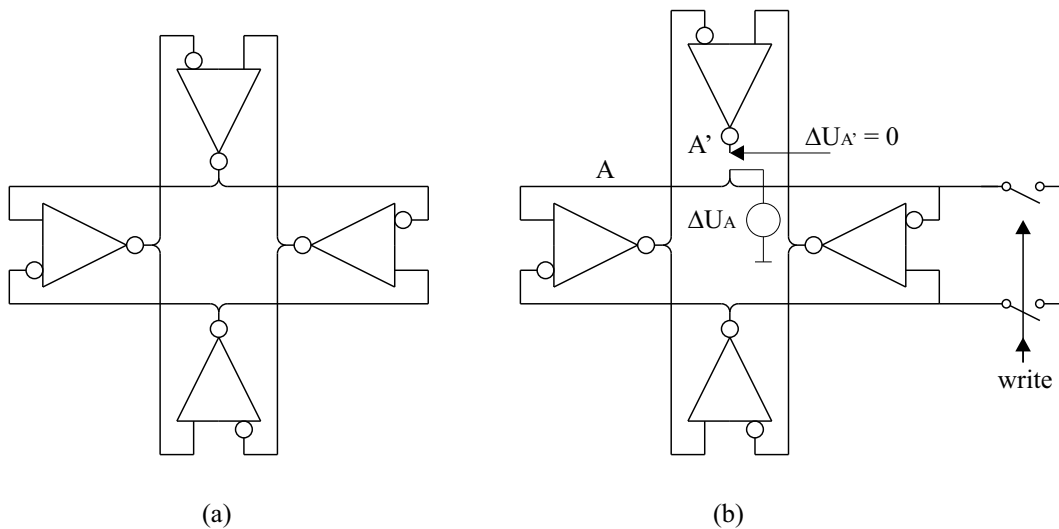 A’
ΔUA’ = 0
A
ΔUA
write
(a)
(b)